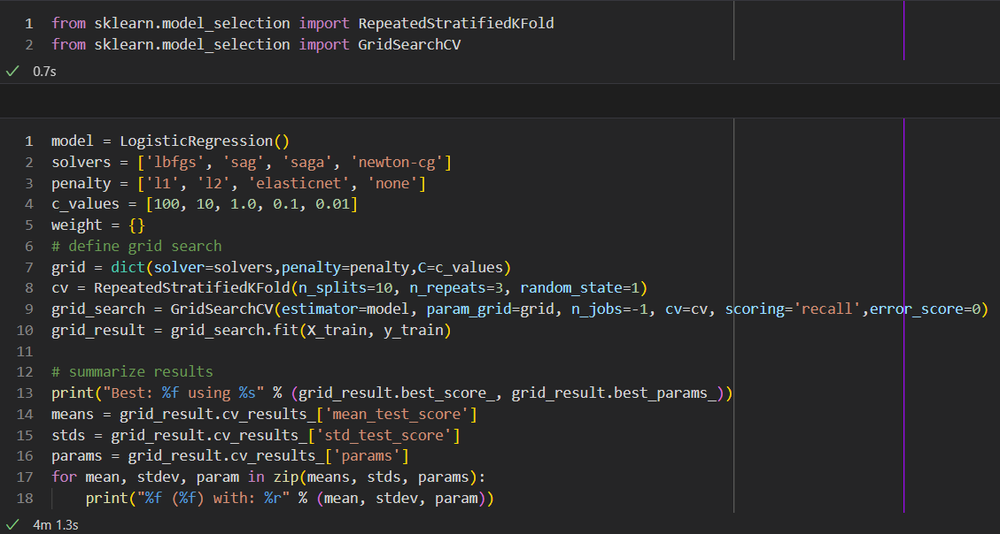 1 from sklearn.model_selection import RepeatedStratifiedKFold
2 from sklearn.model_selection import GridSearchCV
✓ 0.7s
1 model = LogisticRegression()
2 solvers = ['lbfgs', 'sag', 'saga', 'newton-cg']
3 penalty = ['l1', 'l2', 'elasticnet', 'none']
4 c_values = [100, 10, 1.0, 0.1, 0.01]
5 weight = {}
6 # define grid search
7 grid = dict(solver=solvers,penalty=penalty,C=c_values)
8 cv = RepeatedStratifiedKFold(n_splits=10, n_repeats=3, random_state=1)
9 grid_search = GridSearchCV(estimator=model, param_grid=grid, n_jobs=-1, cv=cv, scoring='recall',error_score=0)
10 grid_result = grid_search.fit(X_train, y_train)
11
12 # summarize results
13 print("Best: %f using %s" % (grid_result.best_score_, grid_result.best_params_))
14 means = grid_result.cv_results_['mean_test_score']
15 stds = grid_result.cv_results_['std_test_score']
16 params = grid_result.cv_results_['params']
17 for mean, stdev, param in zip(means, stds, params):
18     print("%f (%f) with: %r" % (mean, stdev, param))
✓ 4m 1.3s